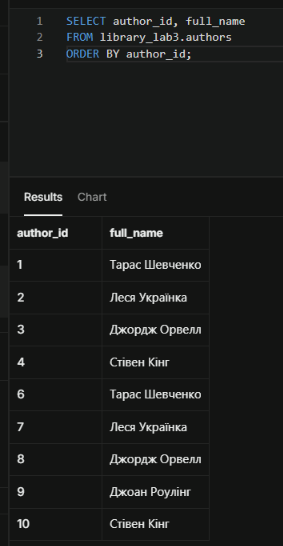 1 SELECT author_id, full_name
2 FROM library_lab3.authors
3 ORDER BY author_id;
Results Chart
author_id full_name
1 Тарас Шевченко
2 Леся Українка
3 Джордж Орвелл
4 Стівен Кінг
6 Тарас Шевченко
7 Леся Українка
8 Джордж Орвелл
9 Джоан Роулінг
10 Стівен Кінг